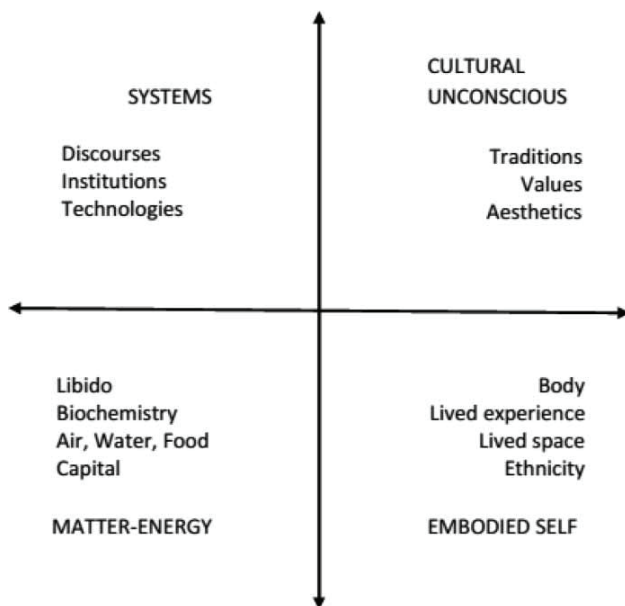 SYSTEMS
Discourses
Institutions
Technologies
CULTURAL
UNCONSCIOUS
Traditions
Values
Aesthetics
Libido
Biochemistry
Air, Water, Food
Capital
MATTER-ENERGY
Body
Lived experience
Lived space
Ethnicity
EMBODIED SELF